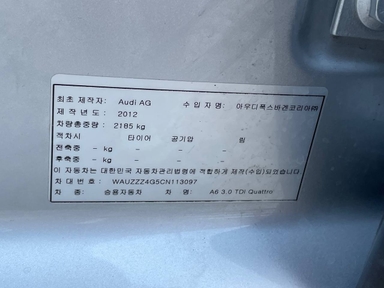 최초 제작자: Audi AG 수 입 자 명: 아우디폭스바겐코리아㈜
제 작 년 도: 2012
차량총중량: 2185 kg
적차시 타이어 공기압 림
전축중 - kg - - -
후축중 - kg - - -
이 자동차는 대한민국 자동차관리법령에 적합하게 제작(수입)되었습니다.
차 대 번 호: WAUZZZ4G5CN113097
차 종: 승용자동차 차 명: A6 3.0 TDI Quattro